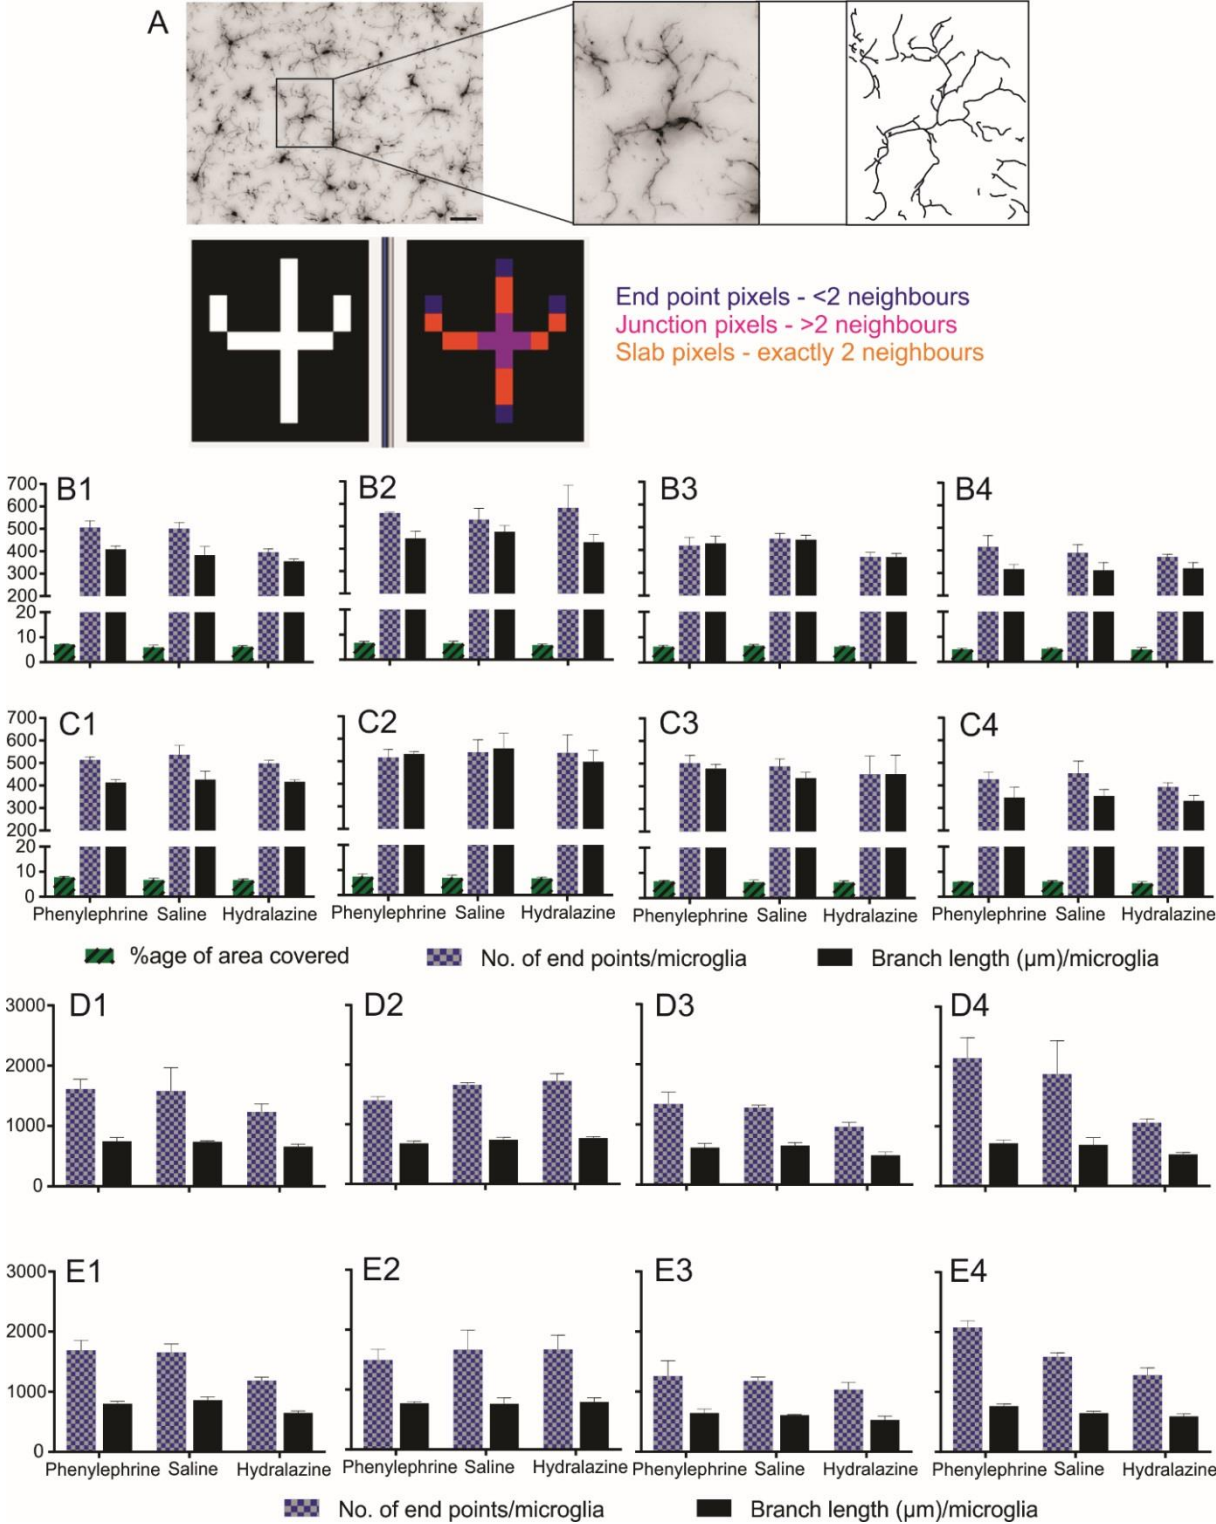 A
End point pixels - <2 neighbours
Junction pixels - >2 neighbours
Slab pixels - exactly 2 neighbours
B1 B2 B3 B4
700
600
500
400
300
200
20
10
0
C1 C2 C3 C4
700
600
500
400
300
200
20
10
0
Phenylephrine Saline Hydralazine Phenylephrine Saline Hydralazine Phenylephrine Saline Hydralazine Phenylephrine Saline Hydralazine
%age of area covered No. of end points/microglia Branch length (µm)/microglia
D1 D2 D3 D4
3000
2000
1000
0
E1 E2 E3 E4
3000
2000
1000
0
Phenylephrine Saline Hydralazine Phenylephrine Saline Hydralazine Phenylephrine Saline Hydralazine Phenylephrine Saline Hydralazine
No. of end points/microglia Branch length (µm)/microglia